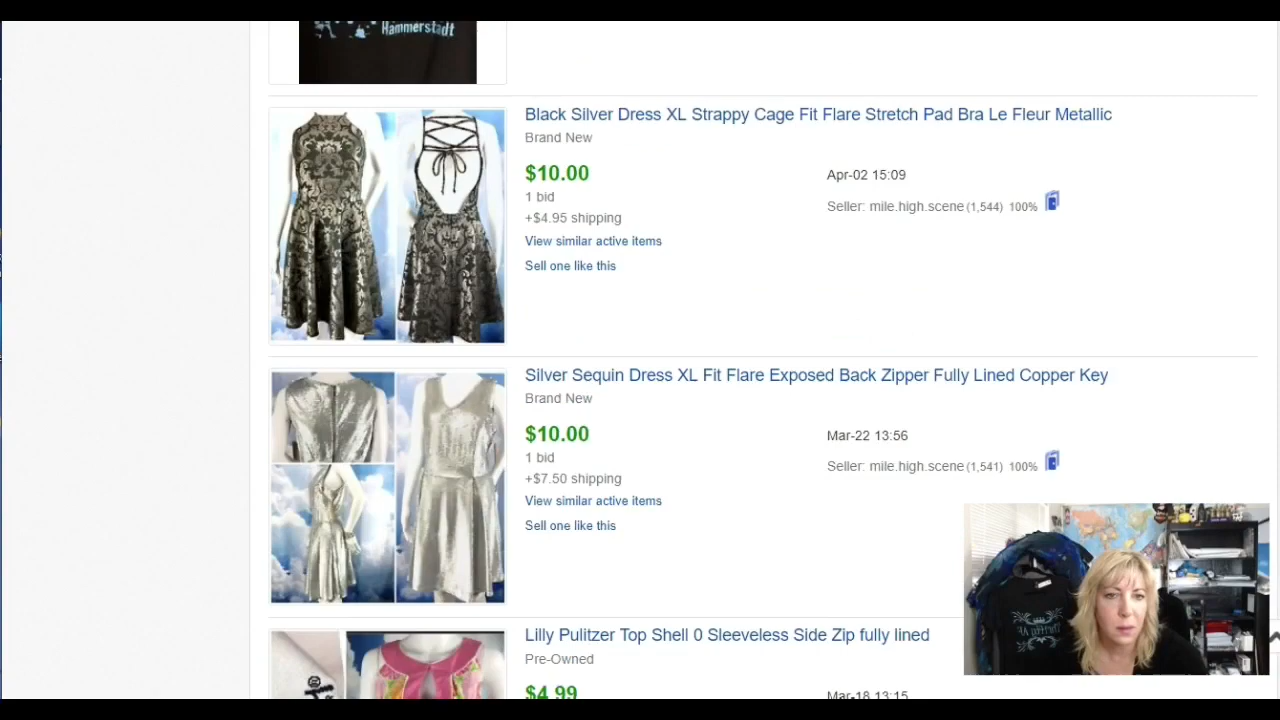 Hammerstadt
Black Silver Dress XL Strappy Cage Fit Flare Stretch Pad Bra Le Fleur Metallic
Brand New
$10.00
Apr-02 15:09
1 bid
Seller: mile.high.scene (1,544) 100%
+$4.95 shipping
View similar active items
Sell one like this
Silver Sequin Dress XL Fit Flare Exposed Back Zipper Fully Lined Copper Key
Brand New
$10.00
Mar-22 13:56
1 bid
Seller: mile.high.scene (1,541) 100%
+$7.50 shipping
View similar active items
Sell one like this
Lilly Pulitzer Top Shell 0 Sleeveless Side Zip fully lined
Pre-Owned
$4.99
Mar-18 13:15